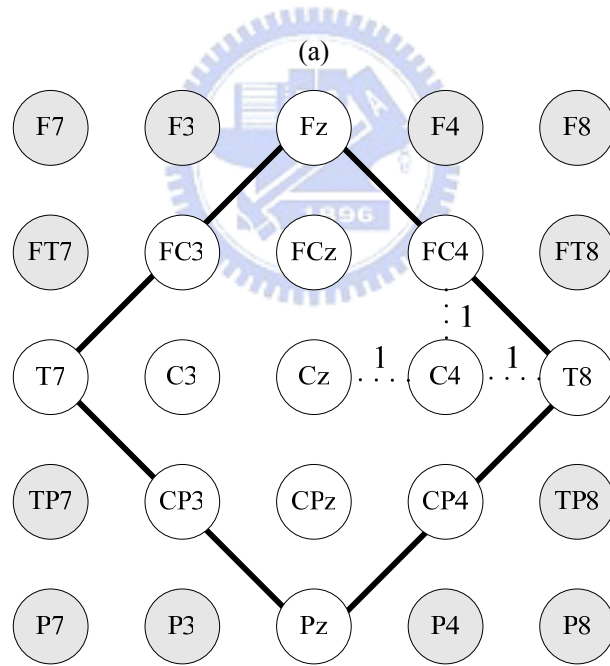 (a)
F7 F3 Fz F4 F8
1896
FT7 FC3 FCz FC4 FT8
1
1 1
T7 C3 Cz C4 T8
TP7 CP3 CPz CP4 TP8
P7 P3 Pz P4 P8